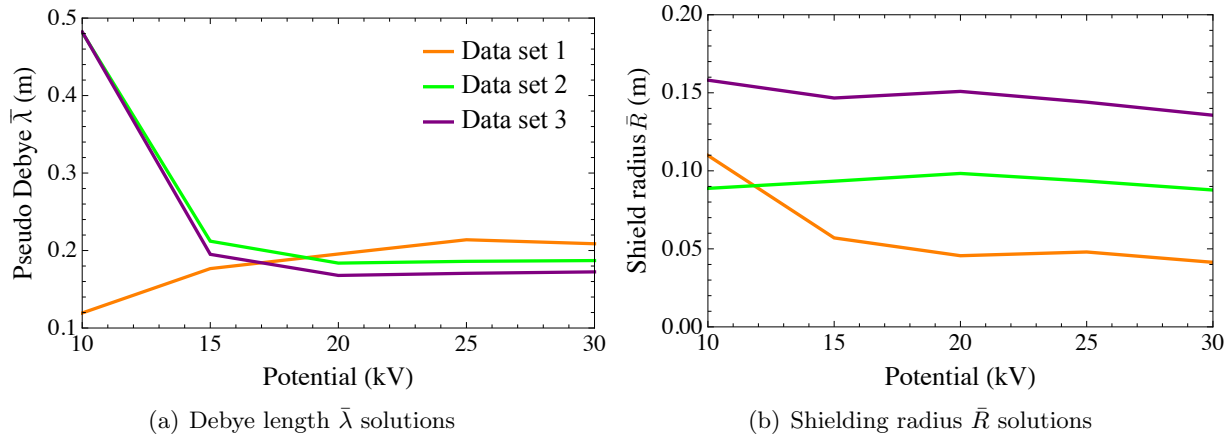 0.5
0.4
0.3
0.2
0.1
Pseudo Debye λ̄ (m)
Data set 1
Data set 2
Data set 3
10 15 20 25 30
Potential (kV)
(a) Debye length λ̄ solutions
0.20
0.15
0.10
0.05
0.00
Shield radius R̄ (m)
10 15 20 25 30
Potential (kV)
(b) Shielding radius R̄ solutions